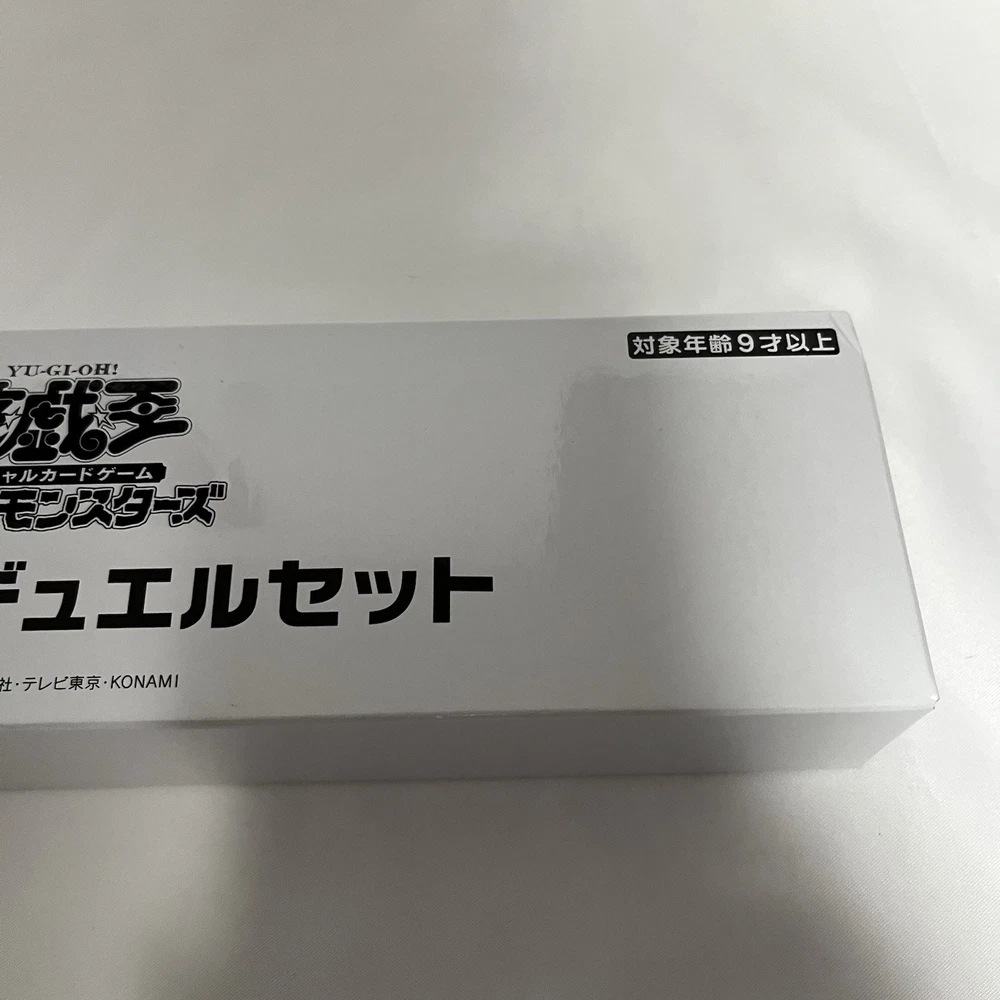 対象年齢9才以上
YU-GI-OH!
遊戯王
ャルカードゲーム
モンスターズ
デュエルセット
社・テレビ東京・KONAMI